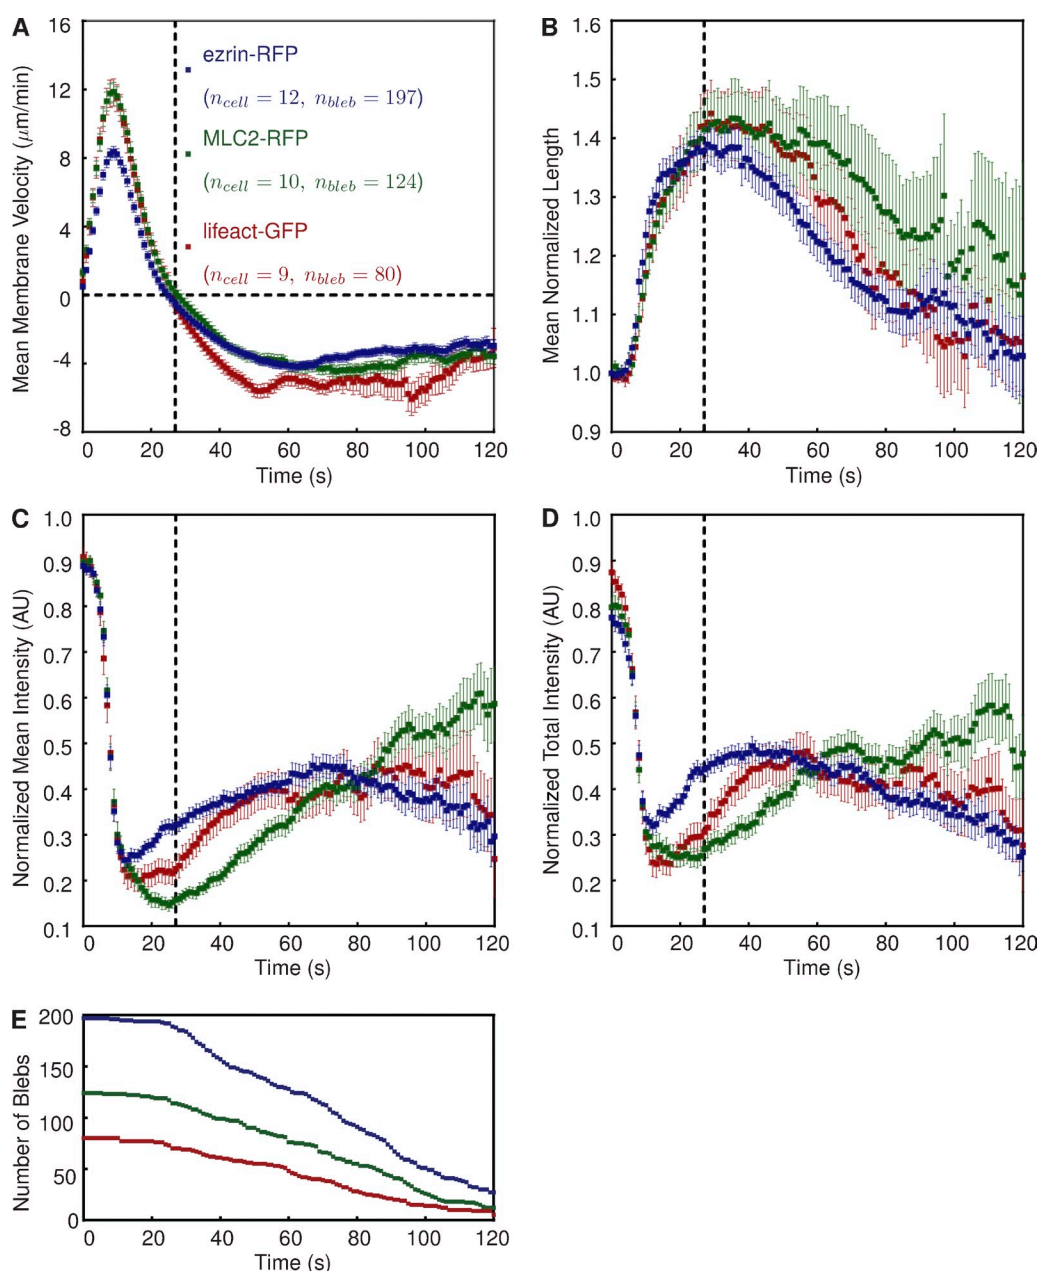 A
16
12
8
4
0
-4
-8
Mean Membrane Velocity (μm/min)
ezrin-RFP
(n_cell = 12, n_bleb = 197)
MLC2-RFP
(n_cell = 10, n_bleb = 124)
lifeact-GFP
(n_cell = 9, n_bleb = 80)
0 20 40 60 80 100 120
Time (s)
B
1.6
1.5
1.4
1.3
1.2
1.1
1.0
0.9
Mean Normalized Length
0 20 40 60 80 100 120
Time (s)
C
1.0
0.9
0.8
0.7
0.6
0.5
0.4
0.3
0.2
0.1
Normalized Mean Intensity (AU)
0 20 40 60 80 100 120
Time (s)
D
1.0
0.9
0.8
0.7
0.6
0.5
0.4
0.3
0.2
0.1
Normalized Total Intensity (AU)
0 20 40 60 80 100 120
Time (s)
E
200
150
100
50
0
Number of Blebs
0 20 40 60 80 100 120
Time (s)